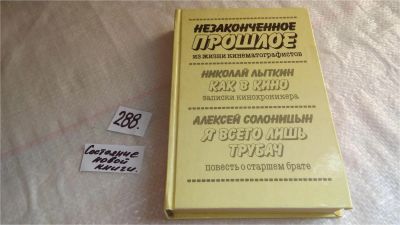 НЕЗАКОНЧЕННОЕ
ПРОШЛОЕ
ИЗ ЖИЗНИ КИНЕМАТОГРАФИСТОВ
НИКОЛАЙ ЛЫТКИН
КАК В КИНО
записки кинохроникера
АЛЕКСЕЙ СОЛОНИЦЫН
Я ВСЕГО ЛИШЬ
ТРУБАЧ
повесть о старшем брате
288.
Состояние
новой
книги.